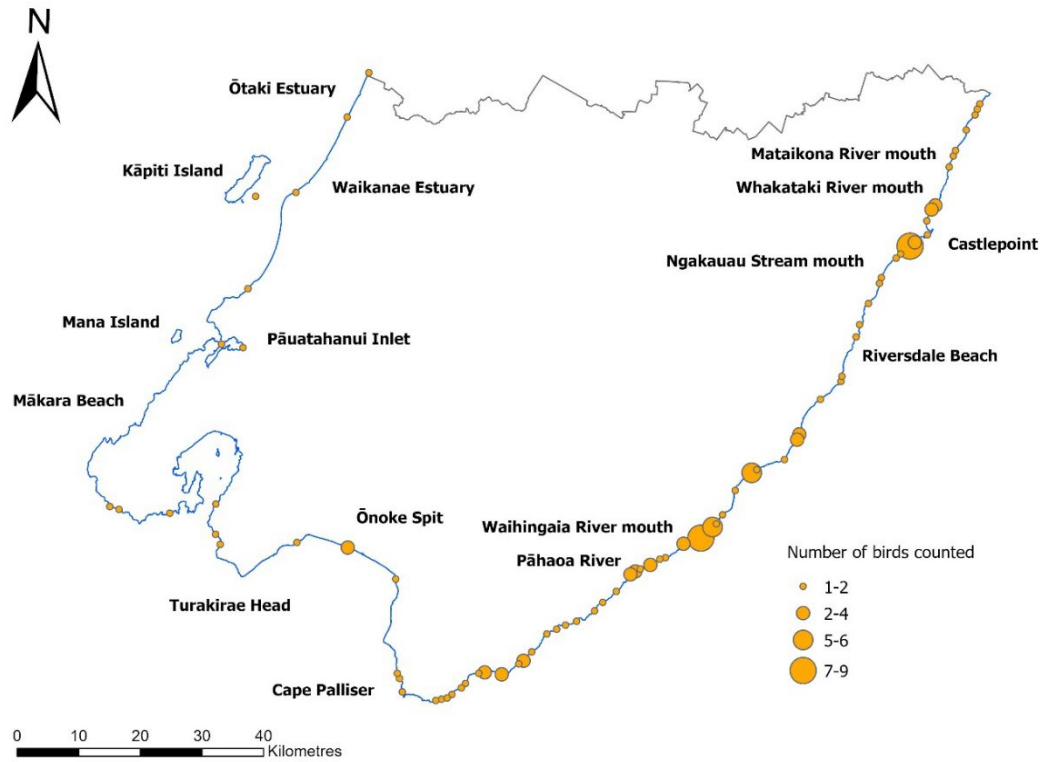 N
Ōtaki Estuary
Kāpiti Island
Mataikona River mouth
Waikanae Estuary
Whakataki River mouth
Castlepoint
Ngakauau Stream mouth
Mana Island
Pāuatahanui Inlet
Riversdale Beach
Mākara Beach
Ōnoke Spit
Waihingaia River mouth
Pāhaoa River
Number of birds counted
1-2
2-4
5-6
7-9
Turakirae Head
Cape Palliser
0 10 20 30 40
Kilometres